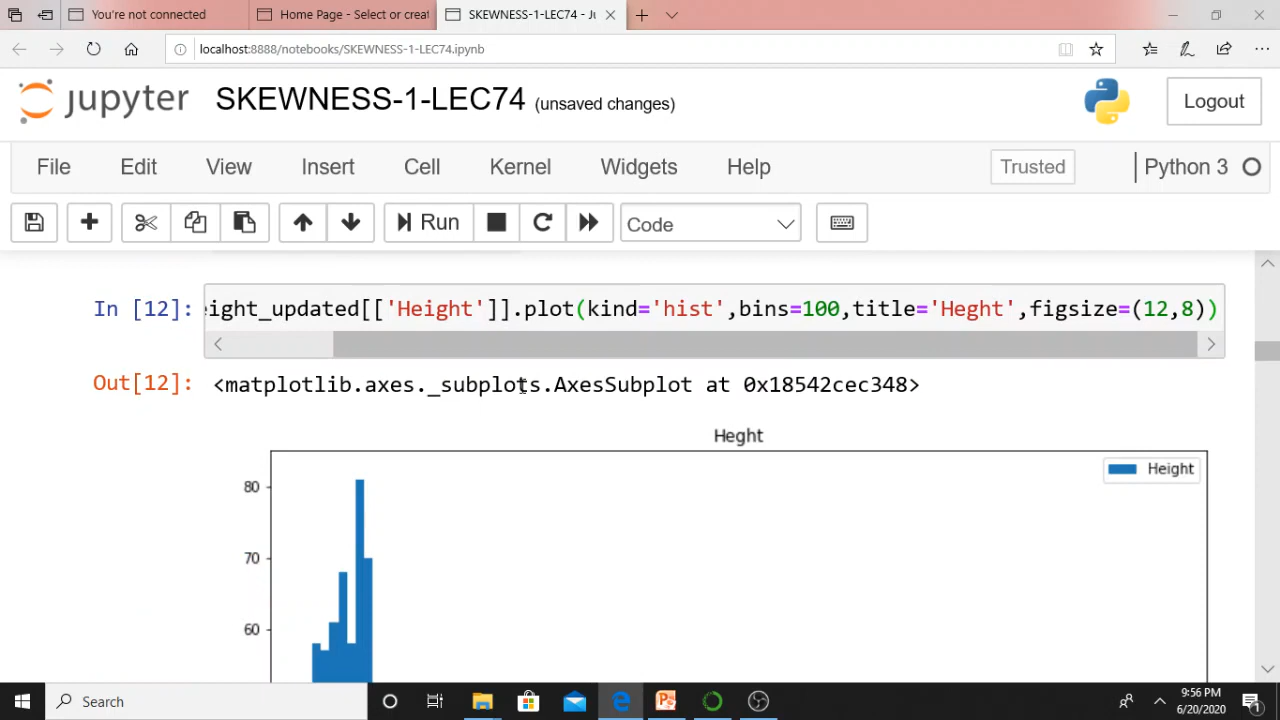 You're not connected
Home Page - Select or creat
SKEWNESS-1-LEC74 - Ju
localhost:8888/notebooks/SKEWNESS-1-LEC74.ipynb
jupyter SKEWNESS-1-LEC74 (unsaved changes)
Logout
File Edit View Insert Cell Kernel Widgets Help
Trusted
Python 3
Run
Code
In [12]: eight_updated[['Height']].plot(kind='hist',bins=100,title='Heght',figsize=(12,8))
Out[12]: <matplotlib.axes._subplots.AxesSubplot at 0x18542cec348>
Heght
Height
80
70
60
Search
9:56 PM
6/20/2020
1